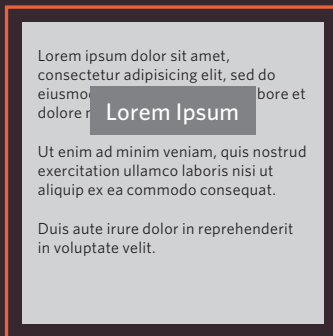 Lorem ipsum dolor sit amet,
consectetur adipisicing elit, sed do
eiusmo bore et
dolore
Lorem Ipsum
Ut enim ad minim veniam, quis nostrud
exercitation ullamco laboris nisi ut
aliquip ex ea commodo consequat.
Duis aute irure dolor in reprehenderit
in voluptate velit.